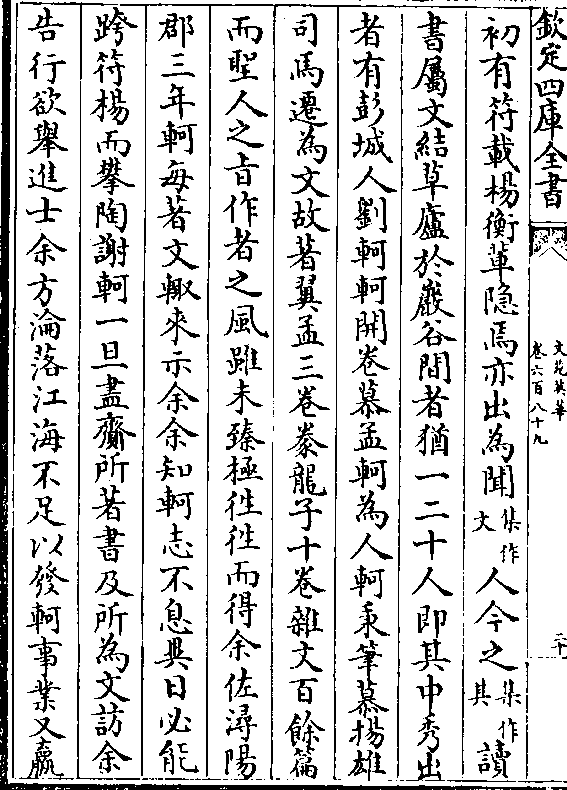 欽定四庫全書
文苑英華
卷六百八十九
二十
初有符載楊衡軰隠焉亦出為聞集作文人今之集作其讀
書屬文結草廬於巖谷間者猶一二十人即其中秀出
者有彭城人劉軻軻開卷慕孟軻為人軻秉筆慕揚雄
司馬遷為文故著翼孟三卷豢龍子十卷雜文百餘篇
而聖人之旨作者之風雖未臻極徃徃而得余佐潯陽
郡三年軻每著文輙來示余余知軻志不息異日必能
跨符楊而攀陶謝軻一旦盡齎所著書及所為文訪余
告行欲舉進士余方淪落江海不足以發軻事業又羸